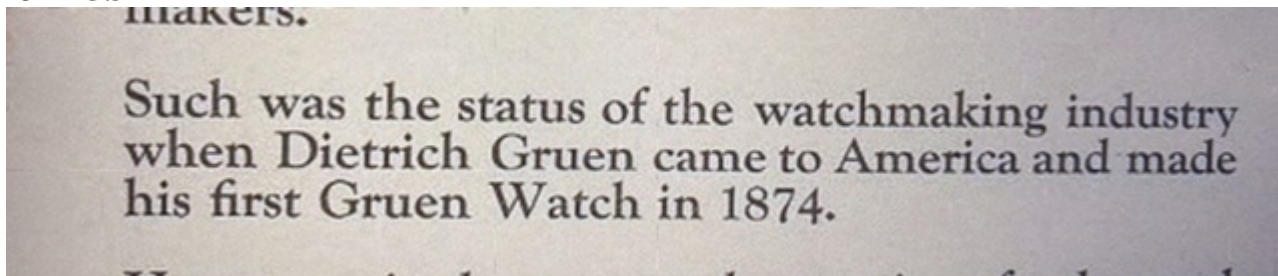 makers.
Such was the status of the watchmaking industry
when Dietrich Gruen came to America and made
his first Gruen Watch in 1874.